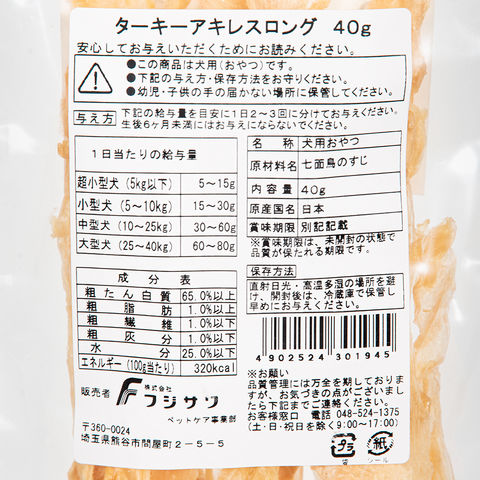 ターキーアキレスロング 40g
安心してお与えいただくためにお読みください。
●この商品は犬用(おやつ)です。
●下記の与え方・保存方法をお守りください。
●幼児・子供の手の届かない場所に保管してください。
与え方 下記の給与量を目安に1日2~3回に分けてお与えください。
生後6ヶ月未満にはお与えにならないでください。
1日当たりの給与量
超小型犬(5kg以下) 5~15g
小型犬(5~10kg) 15~30g
中型犬(10~25kg) 30~60g
大型犬(25~40kg) 60~80g
成分表
粗たん白質 65.0%以上
粗脂肪 1.0%以上
粗繊維 1.0%以下
粗灰分 1.0%以下
水分 25.0%以下
エネルギー(100g当たり) 320kcal
名称 犬用おやつ
原材料名 七面鳥のすじ
内容量 40g
原産国名 日本
賞味期限 別記記載
※賞味期限は、未開封の状態で
品質が保たれる期限です。
保存方法
直射日光・高温多湿の場所を避
け、開封後は、冷蔵庫で保管し
早めにお与えください。
4902524301945
※お願い
品質管理には万全を期しておりますが、お気づきの点がございましたら下記までご連絡ください。
お客様窓口 電話 048-524-1375
(土・日・祝日を除く9:00~17:00)
販売者 株式会社
フジサワ
ペットケア事業部
〒360-0024
埼玉県熊谷市問屋町2-5-5
プラ
紙
シール